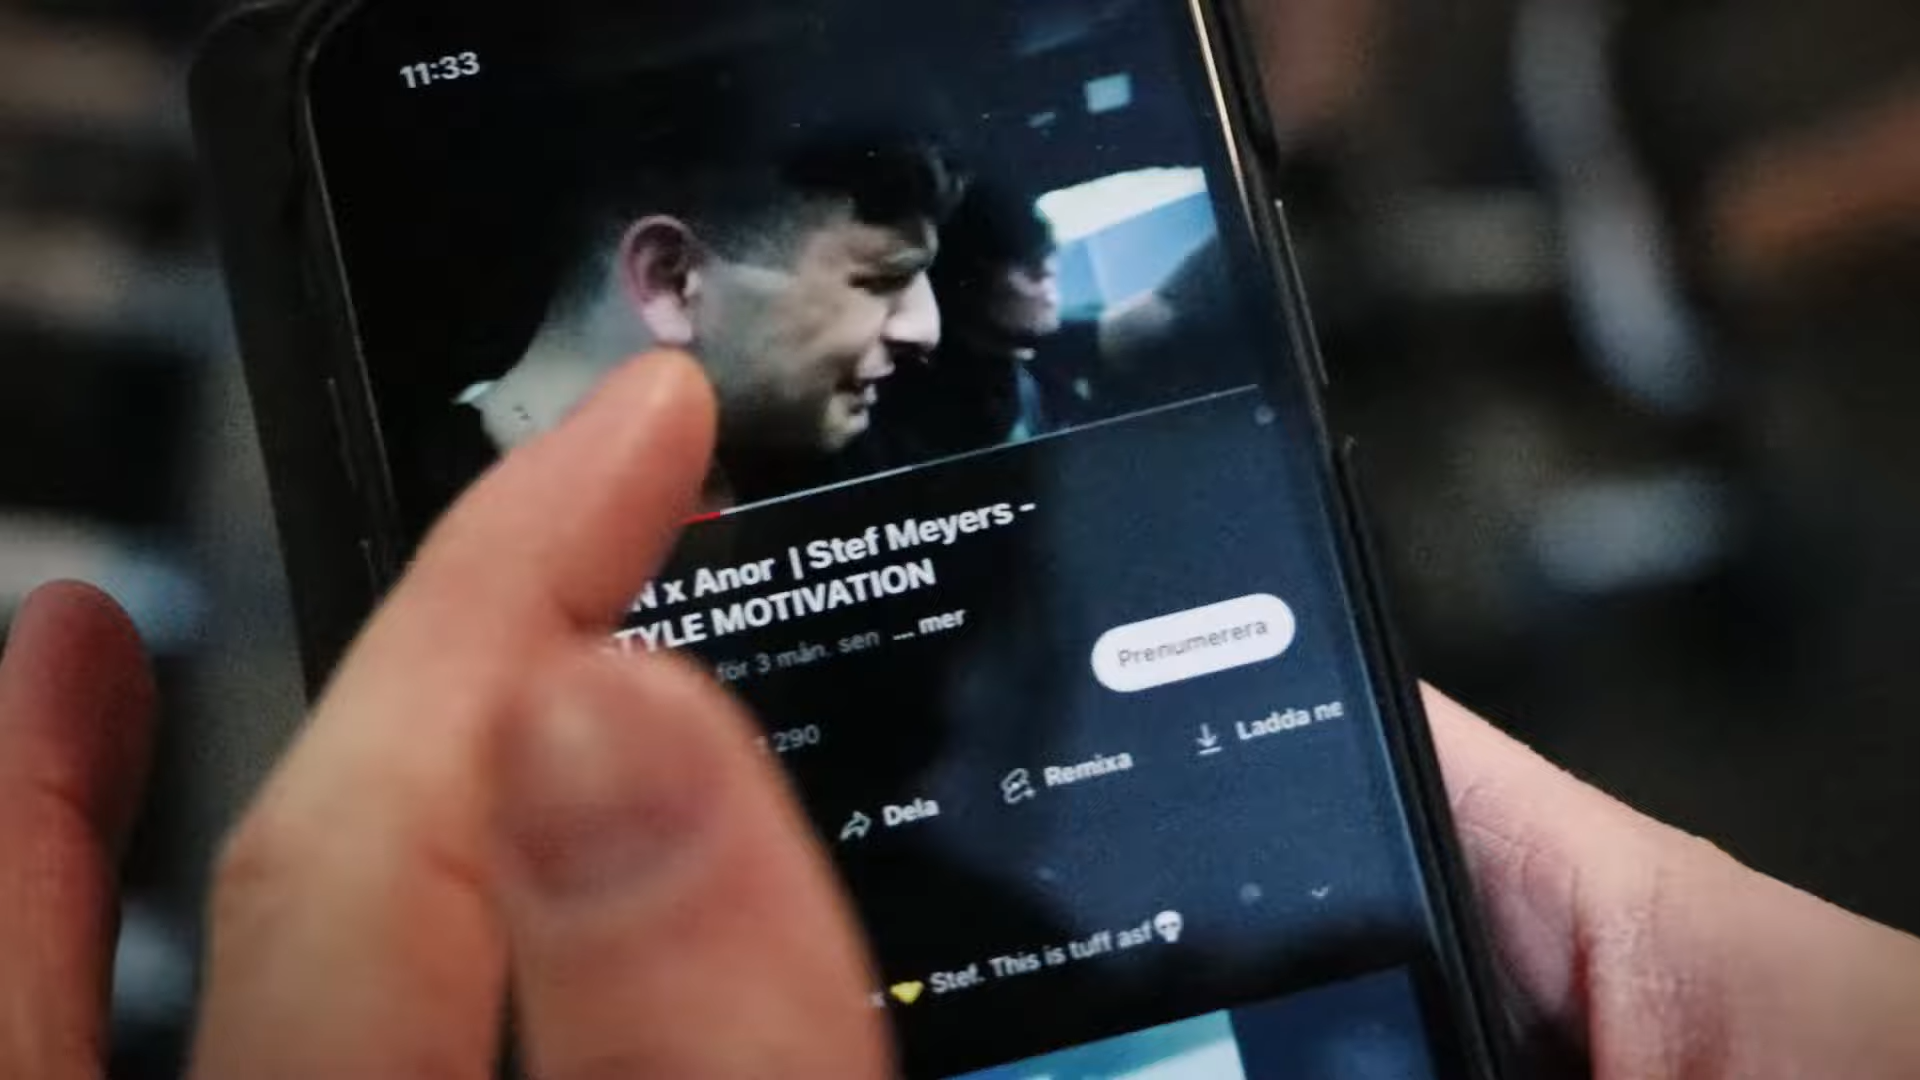 11:33
x Anor | Stef Meyers -
TYLE MOTIVATION
för 3 mån. sen ... mer
Prenumerera
290
Dela
Remixa
Ladda ne
Stef. This is tuff asf💀